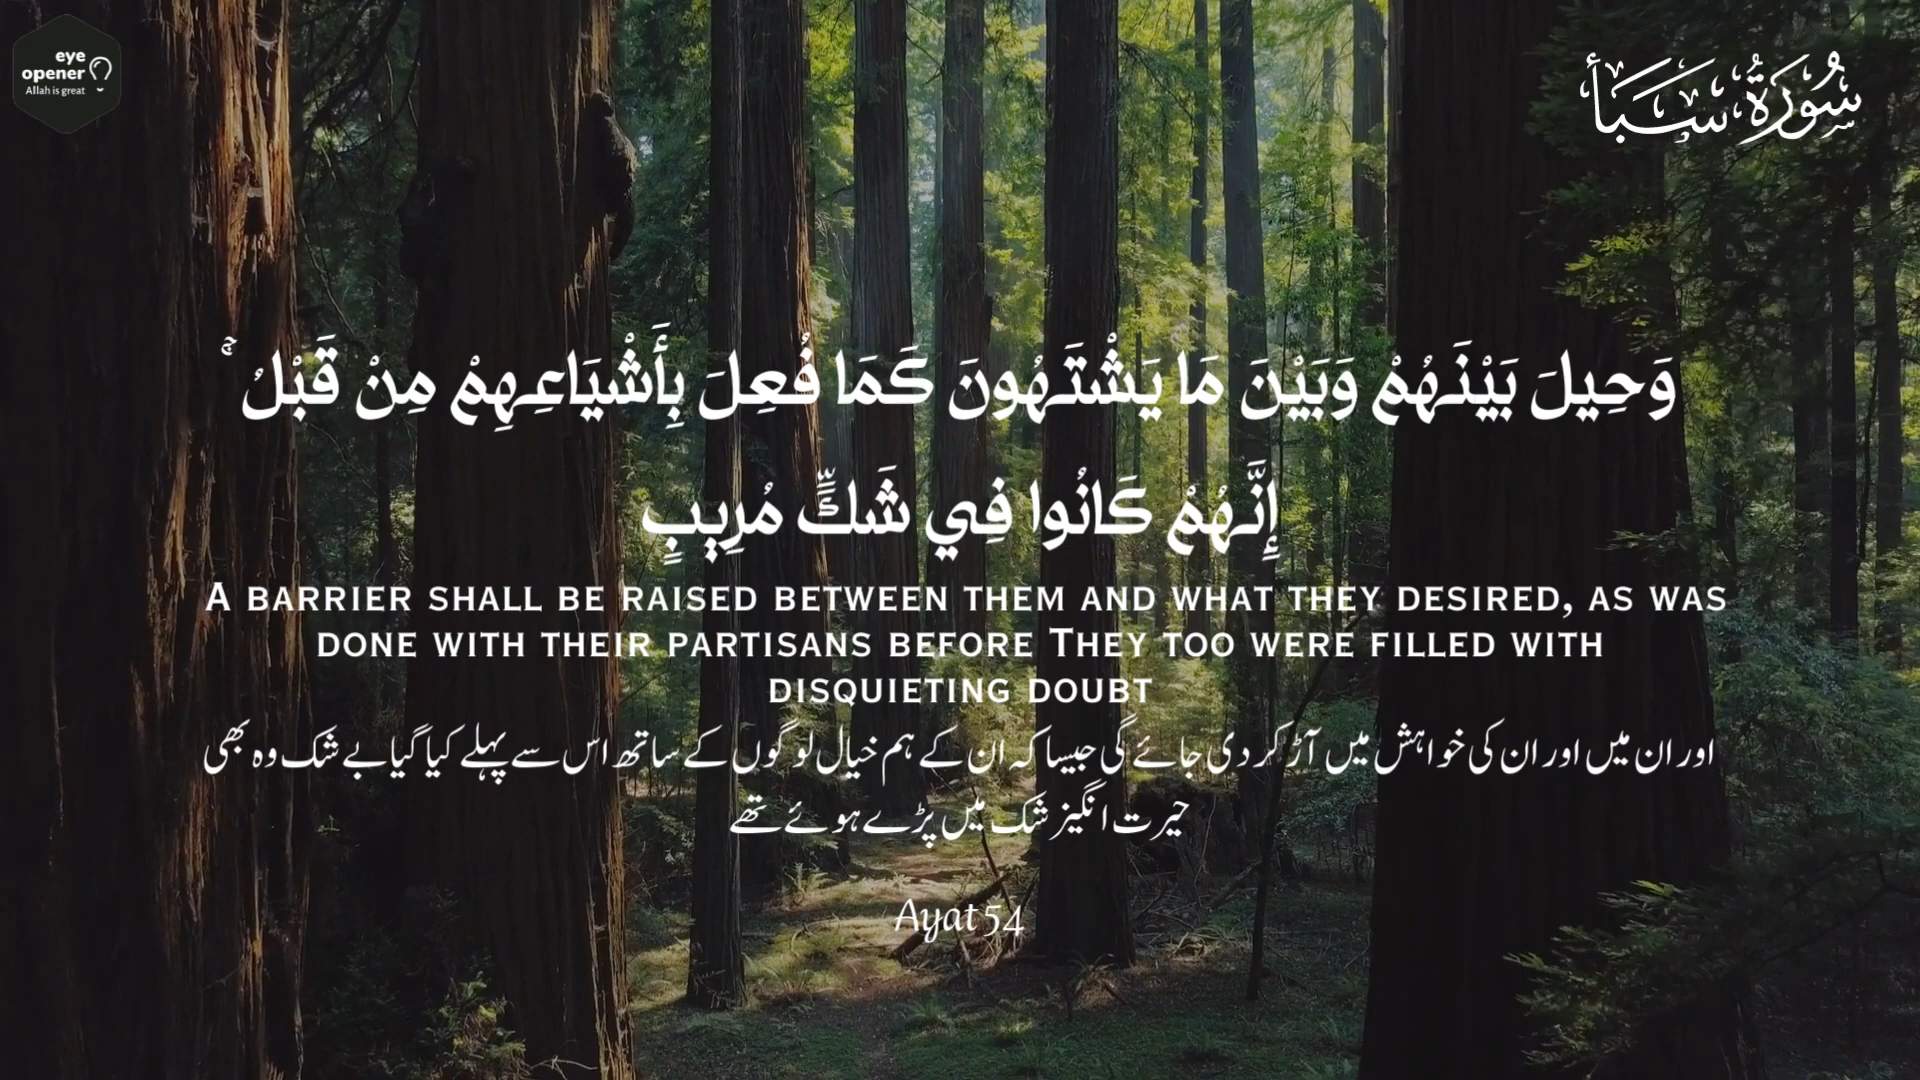 eye
opener
Allah is great
سُورَةُ سَبَأ
وَحِيلَ بَيْنَهُمْ وَبَيْنَ مَا يَشْتَهُونَ كَمَا فُعِلَ بِأَشْيَاعِهِمْ مِنْ قَبْلُ ۚ
إِنَّهُمْ كَانُوا فِي شَكٍّ مُرِيبٍ
A BARRIER SHALL BE RAISED BETWEEN THEM AND WHAT THEY DESIRED, AS WAS
DONE WITH THEIR PARTISANS BEFORE THEY TOO WERE FILLED WITH
DISQUIETING DOUBT
اور ان میں اور ان کی خواہش میں آڑ کر دی جائے گی جیسا کہ ان کے ہم خیال لوگوں کے ساتھ اس سے پہلے کیا گیا بے شک وہ بھی
حیرت انگیز شک میں پڑے ہوئے تھے
Ayat 54